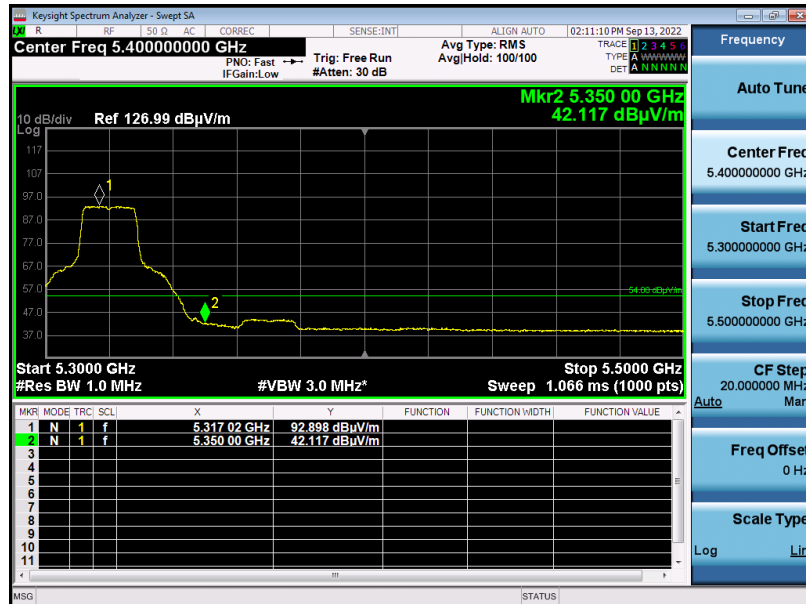 Keysight Spectrum Analyzer - Swept SA
LXI R RF 50 Ω AC CORREC SENSE:INT ALIGN AUTO 02:11:10 PM Sep 13, 2022
Center Freq 5.400000000 GHz
PNO: Fast
IFGain:Low
Trig: Free Run
#Atten: 30 dB
Avg Type: RMS
Avg|Hold: 100/100
TRACE 1 2 3 4 5 6
TYPE A WWWWW
DET A N N N N N
Mkr2 5.350 00 GHz
42.117 dBµV/m
10 dB/div Ref 126.99 dBµV/m
Log
117
107
97.0
87.0
77.0
67.0
57.0
47.0
37.0
1
2
54.00 dBµV/m
Start 5.3000 GHz Stop 5.5000 GHz
#Res BW 1.0 MHz #VBW 3.0 MHz* Sweep 1.066 ms (1000 pts)
MKR MODE TRC SCL X Y FUNCTION FUNCTION WIDTH FUNCTION VALUE
1 N 1 f 5.317 02 GHz 92.898 dBµV/m
2 N 1 f 5.350 00 GHz 42.117 dBµV/m
3
4
5
6
7
8
9
10
11
MSG STATUS
Frequency
Auto Tune
Center Freq
5.400000000 GHz
Start Freq
5.300000000 GHz
Stop Freq
5.500000000 GHz
CF Step
20.000000 MHz
Auto Man
Freq Offset
0 Hz
Scale Type
Log Lin